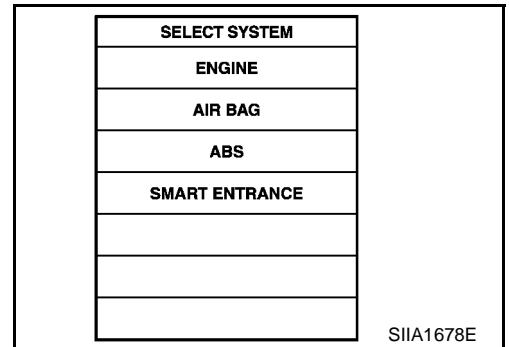 SELECT SYSTEM
ENGINE
AIR BAG
ABS
SMART ENTRANCE
SIIA1678E